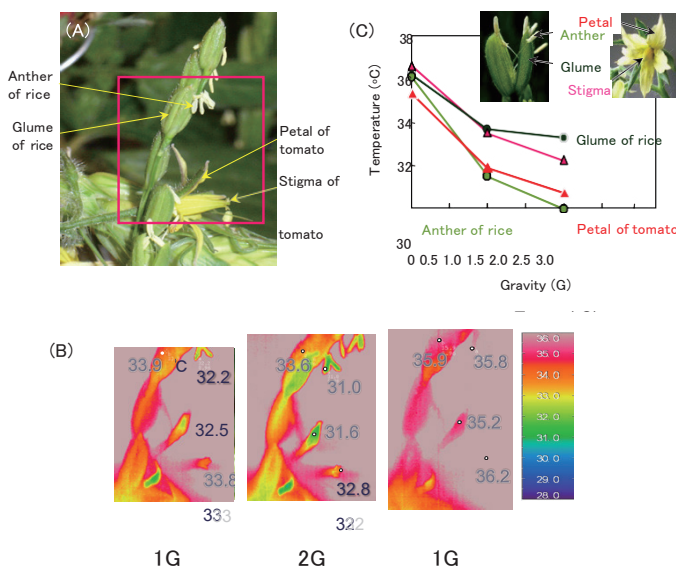 (A)
Anther
of rice
Glume
of rice
Petal of
tomato
Stigma of
tomato
(C)
Petal
Anther
Glume
Stigma
Temperature (oC)
38
36
34
32
30
Glume of rice
Anther of rice
Petal of tomato
0 0.5 1.0 1.5 2.0 2.5 3.0
Gravity (G)
(B)
33.9 °C
32.2
32.5
33.8
33
33.6
31.0
31.6
32.8
32.2
35.9
35.8
35.2
36.2
36.0
35.0
34.0
33.0
32.0
31.0
30.0
29.0
28.0
1G
2G
1G